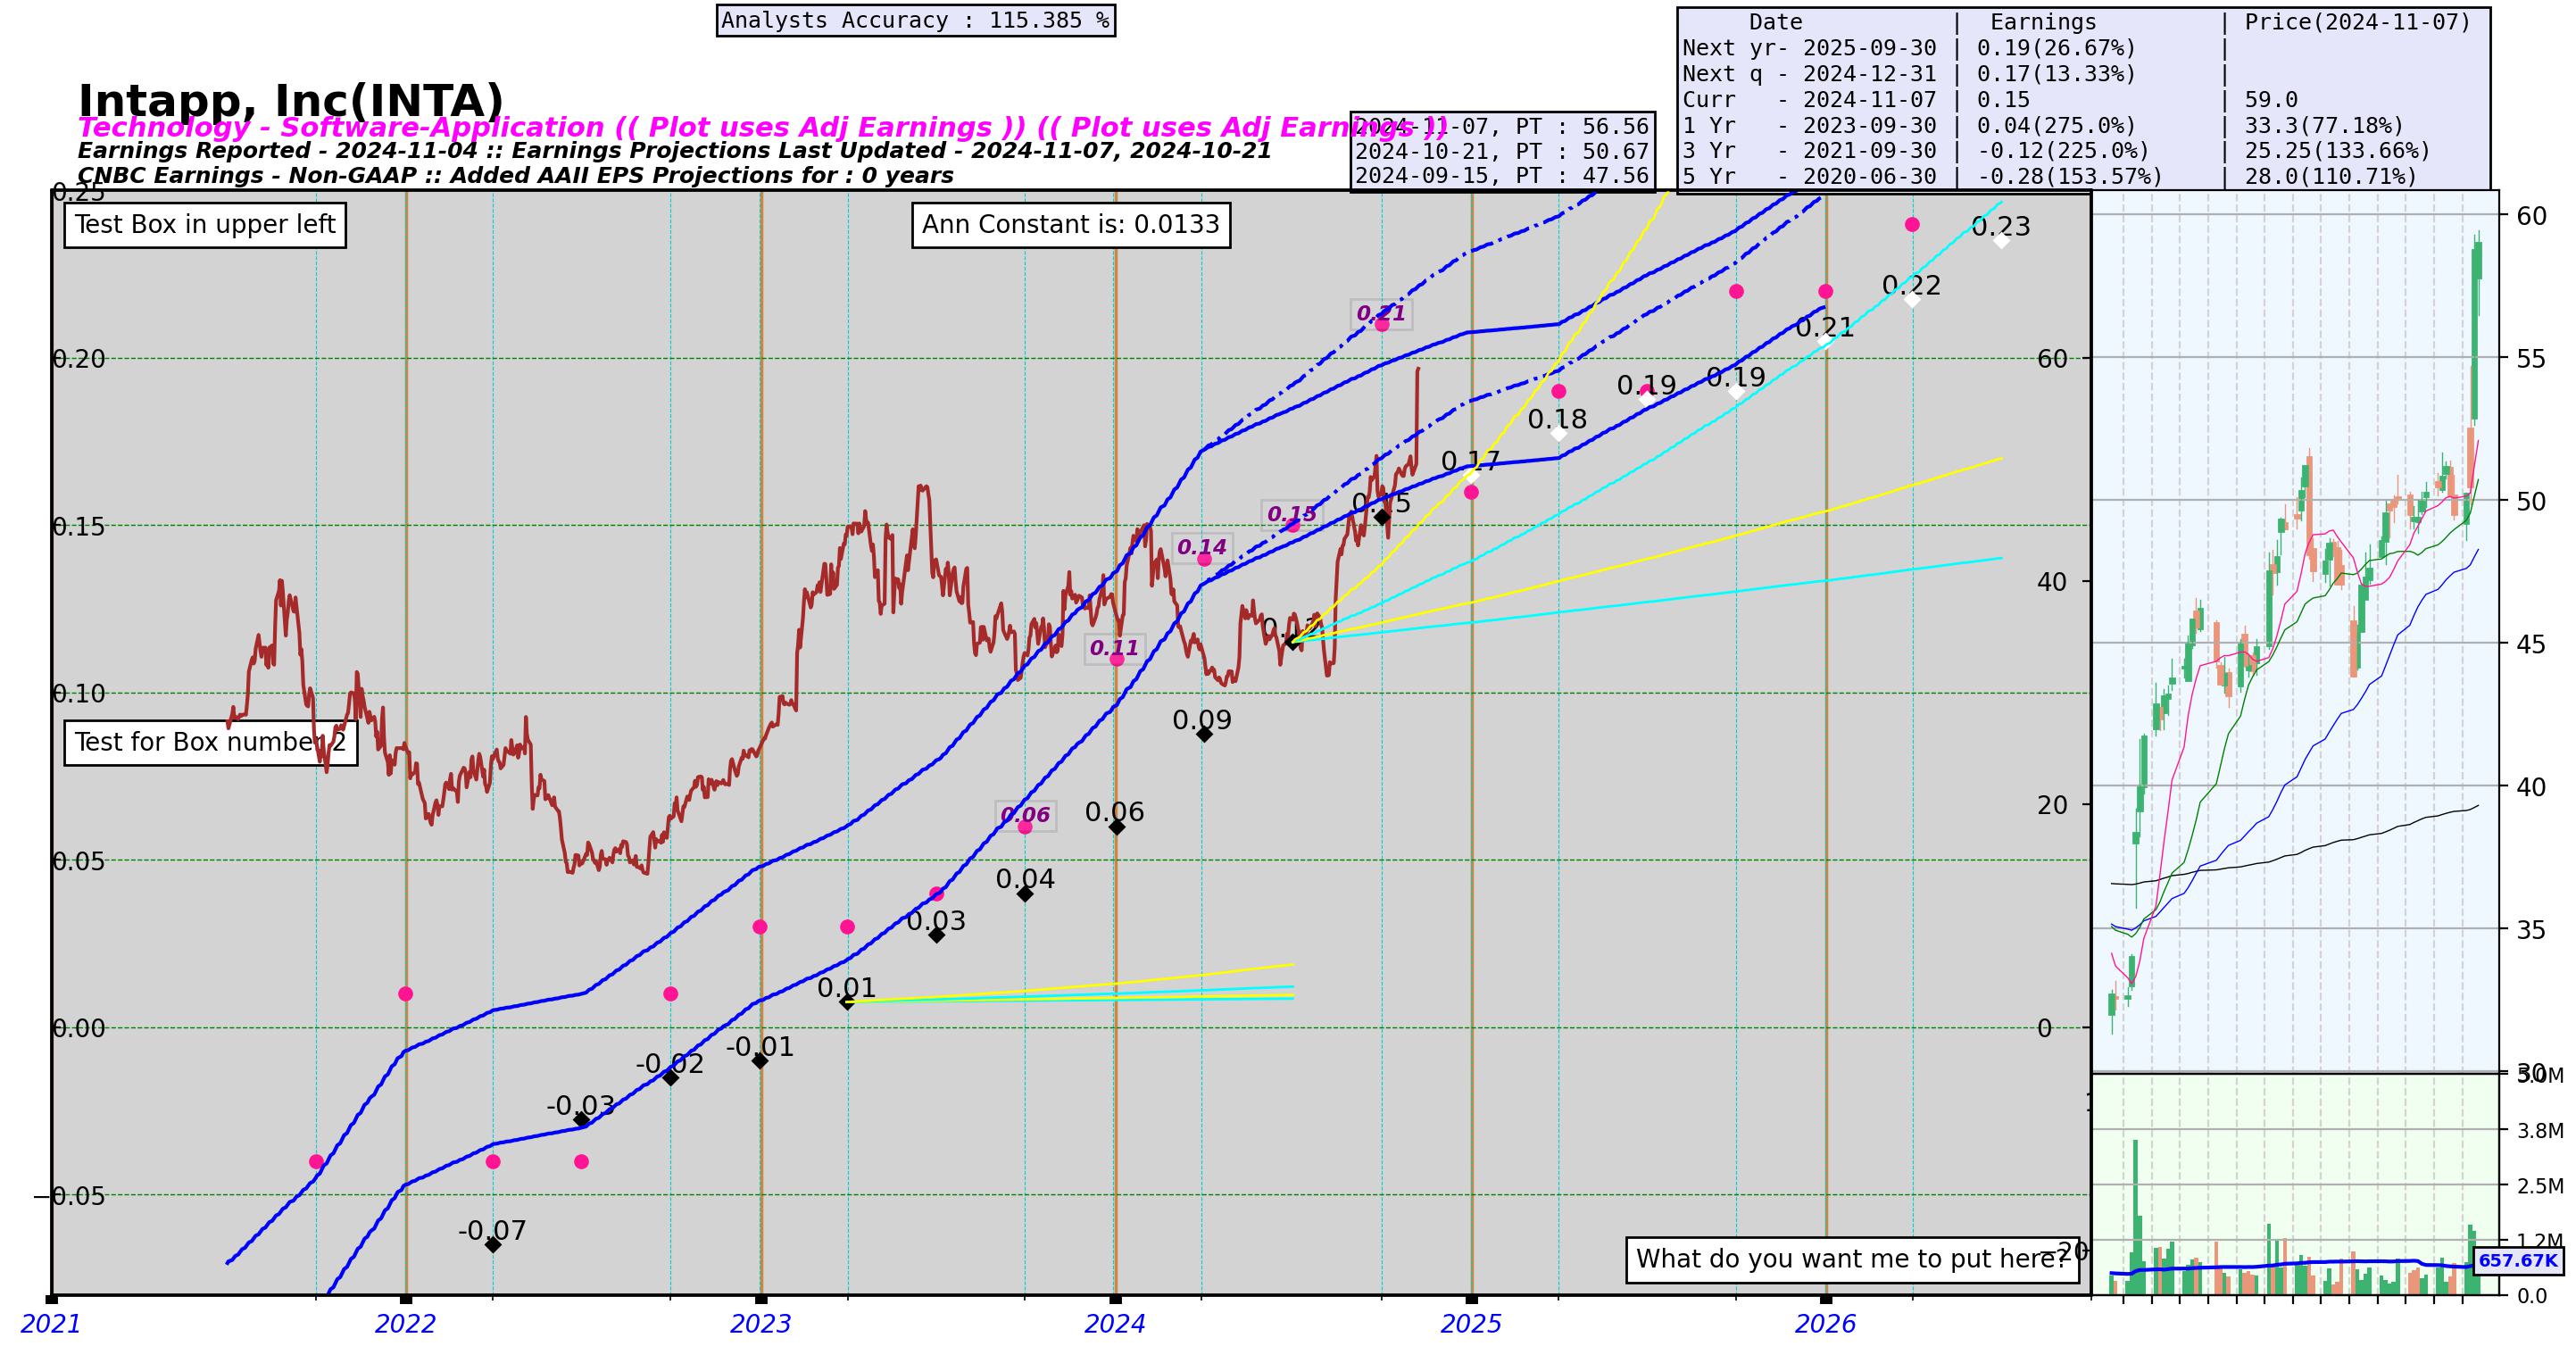 Analysts Accuracy : 115.385 %
Date | Earnings | Price(2024-11-07)
Next yr- 2025-09-30 | 0.19(26.67%) |
Next q - 2024-12-31 | 0.17(13.33%) |
Curr - 2024-11-07 | 0.15 | 59.0
1 Yr - 2023-09-30 | 0.04(275.0%) | 33.3(77.18%)
3 Yr - 2021-09-30 | -0.12(225.0%) | 25.25(133.66%)
5 Yr - 2020-06-30 | -0.28(153.57%) | 28.0(110.71%)
Intapp, Inc(INTA)
Technology - Software-Application (( Plot uses Adj Earnings )) (( Plot uses Adj Earnings ))
Earnings Reported - 2024-11-04 :: Earnings Projections Last Updated - 2024-11-07, 2024-10-21
CNBC Earnings - Non-GAAP :: Added AAII EPS Projections for : 0 years
2024-11-07, PT : 56.56
2024-10-21, PT : 50.67
2024-09-15, PT : 47.56
Test Box in upper left
Ann Constant is: 0.0133
Test for Box number 2
What do you want me to put here?
0.25
0.20
0.15
0.10
0.05
0.00
−0.05
-0.07
-0.03
-0.02
-0.01
0.01
0.03
0.04
0.06
0.09
0.15
0.17
0.18
0.19
0.19
0.21
0.22
0.23
0.06
0.11
0.14
0.15
0.21
60
40
20
0
−20
60
55
50
45
40
35
30
5.0M
3.8M
2.5M
1.2M
657.67K
0.0
2021
2022
2023
2024
2025
2026